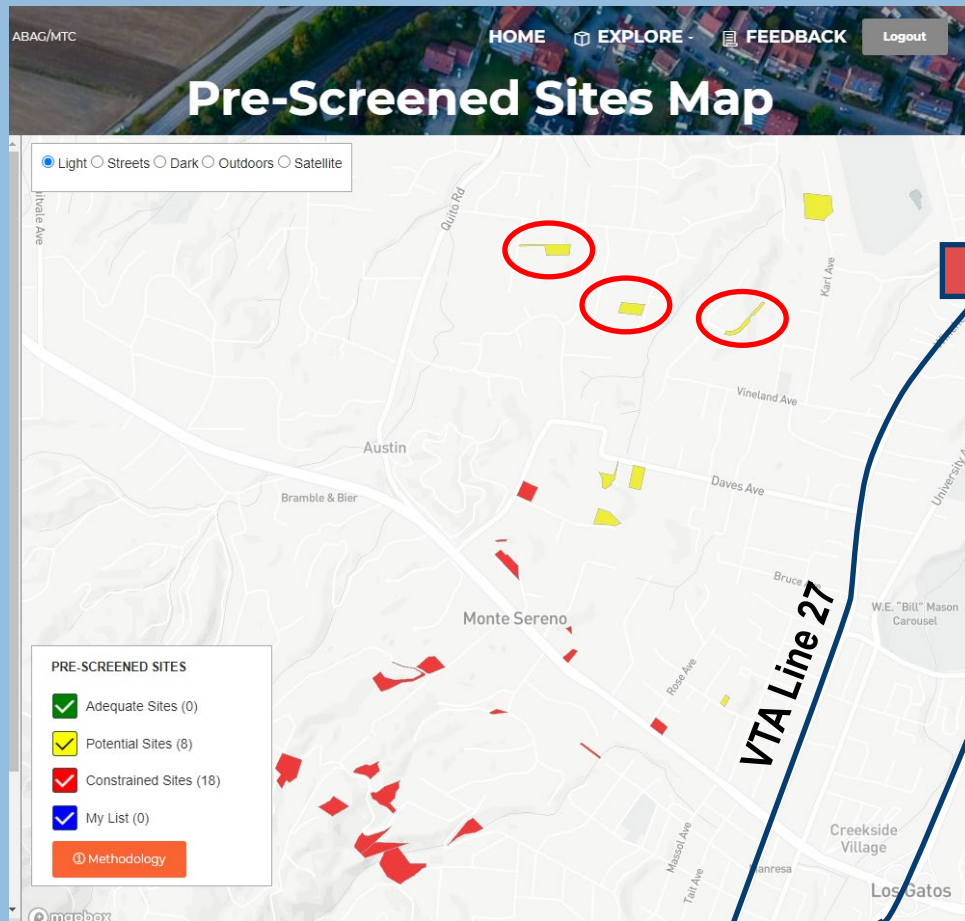 ABAG/MTC
HOME EXPLORE - FEEDBACK Logout
Pre-Screened Sites Map
Light Streets Dark Outdoors Satellite
Quito Rd
Karl Ave
Vineland Ave
Austin
Daves Ave
Bramble & Bier
Bruce
W.E. "Bill" Mason
Carousel
Monte Sereno
VTA Line 27
Rose Ave
PRE-SCREENED SITES
Adequate Sites (0)
Potential Sites (8)
Constrained Sites (18)
My List (0)
Methodology
Massol Ave
Tait Ave
Creekside
Village
Los Gatos
mapbox